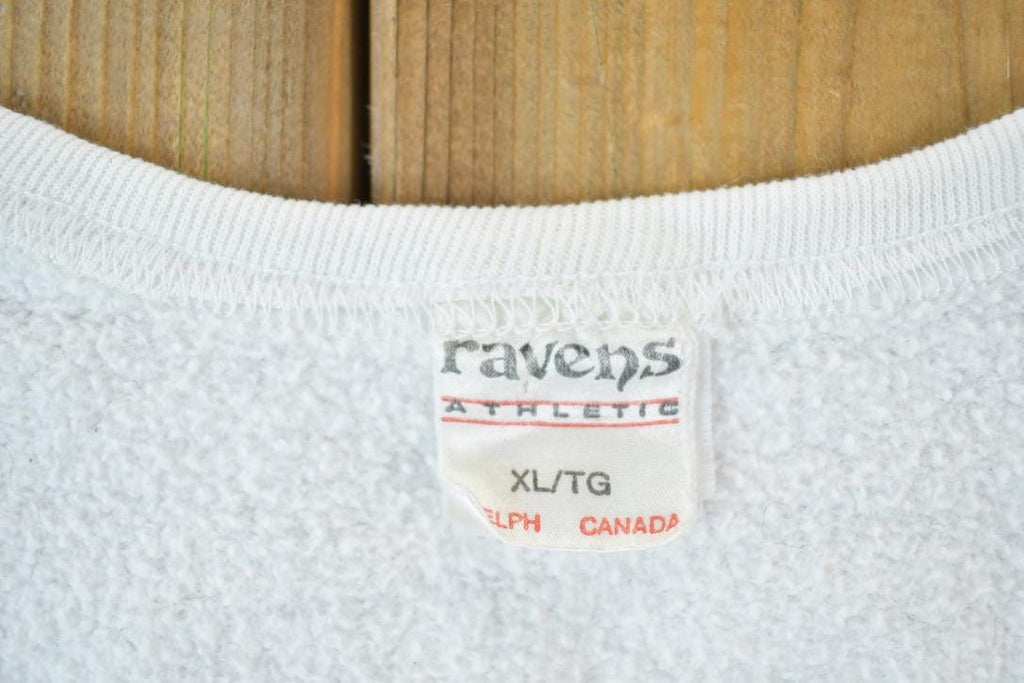 ravens
ATHLETIC
XL/TG
ELPH CANADA